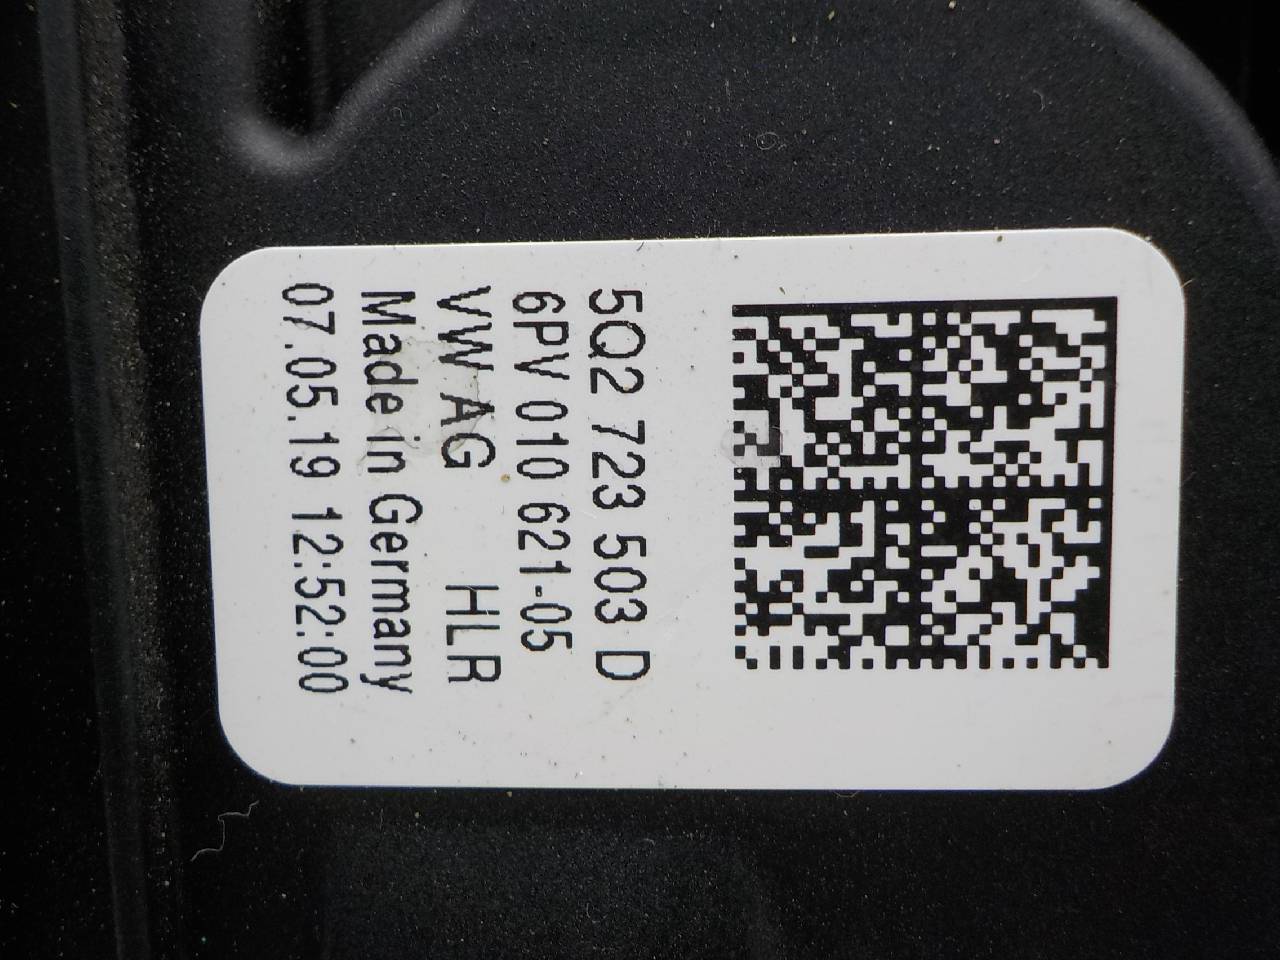 5Q2 723 503 D
6PV 010 621-05
VW AG HLR
Made in Germany
07.05.19 12:52:00